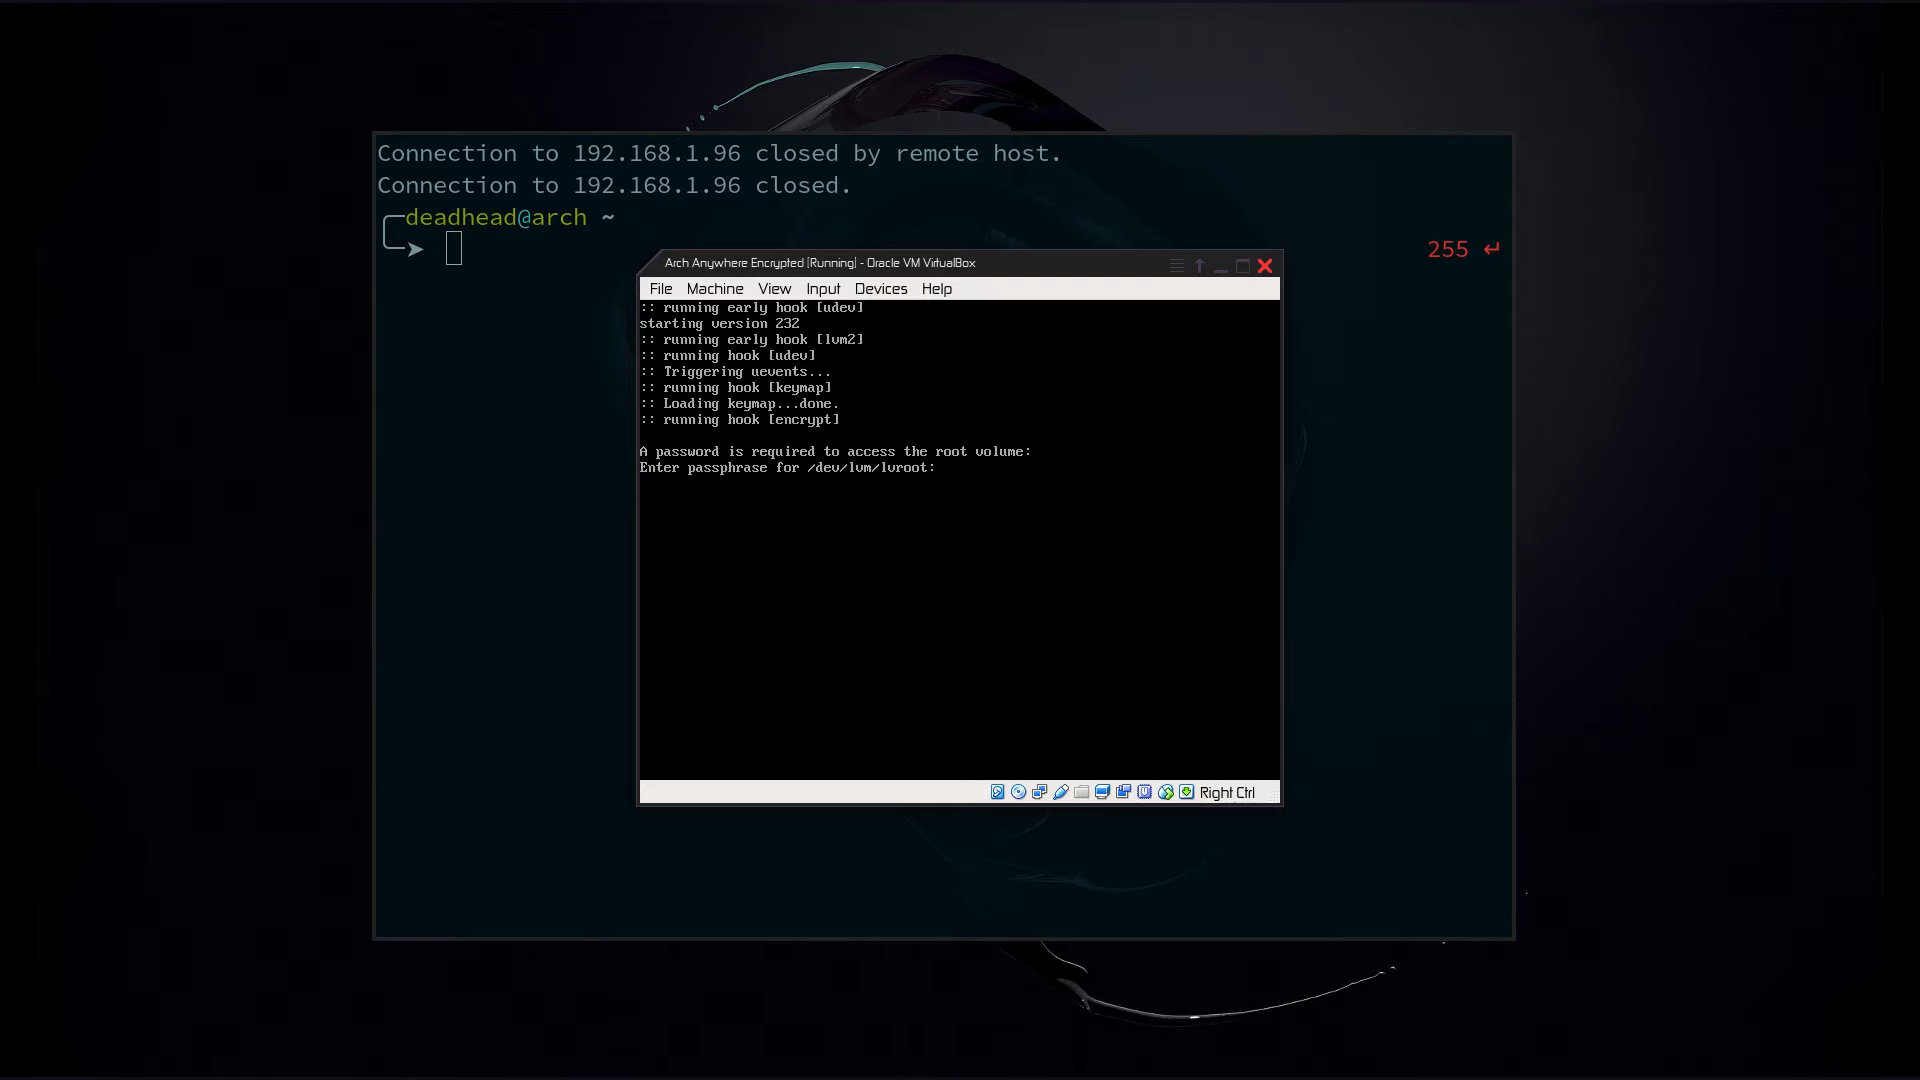 Connection to 192.168.1.96 closed by remote host.
Connection to 192.168.1.96 closed.
deadhead@arch ~
255 ↵
Arch Anywhere Encrypted [Running] - Oracle VM VirtualBox
File Machine View Input Devices Help
:: running early hook [udev]
starting version 232
:: running early hook [lvm2]
:: running hook [udev]
:: Triggering uevents...
:: running hook [keymap]
:: Loading keymap...done.
:: running hook [encrypt]
A password is required to access the root volume:
Enter passphrase for /dev/lvm/lvroot:
Right Ctrl